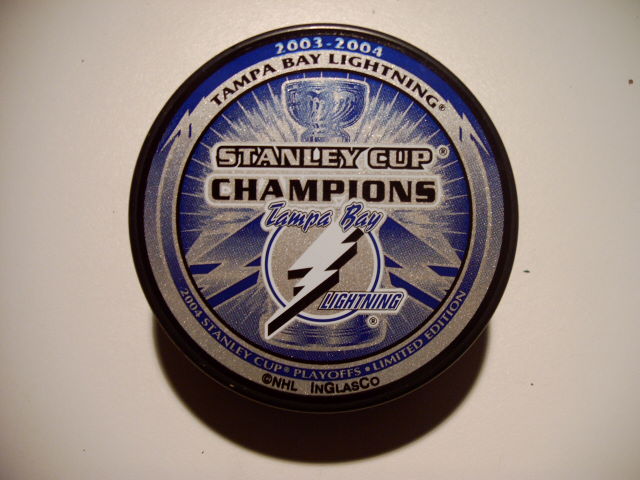 2003-2004
TAMPA BAY LIGHTNING®
STANLEY CUP®
CHAMPIONS
Tampa Bay
LIGHTNING
®
2004 STANLEY CUP® PLAYOFFS • LIMITED EDITION
©NHL INGLASCO